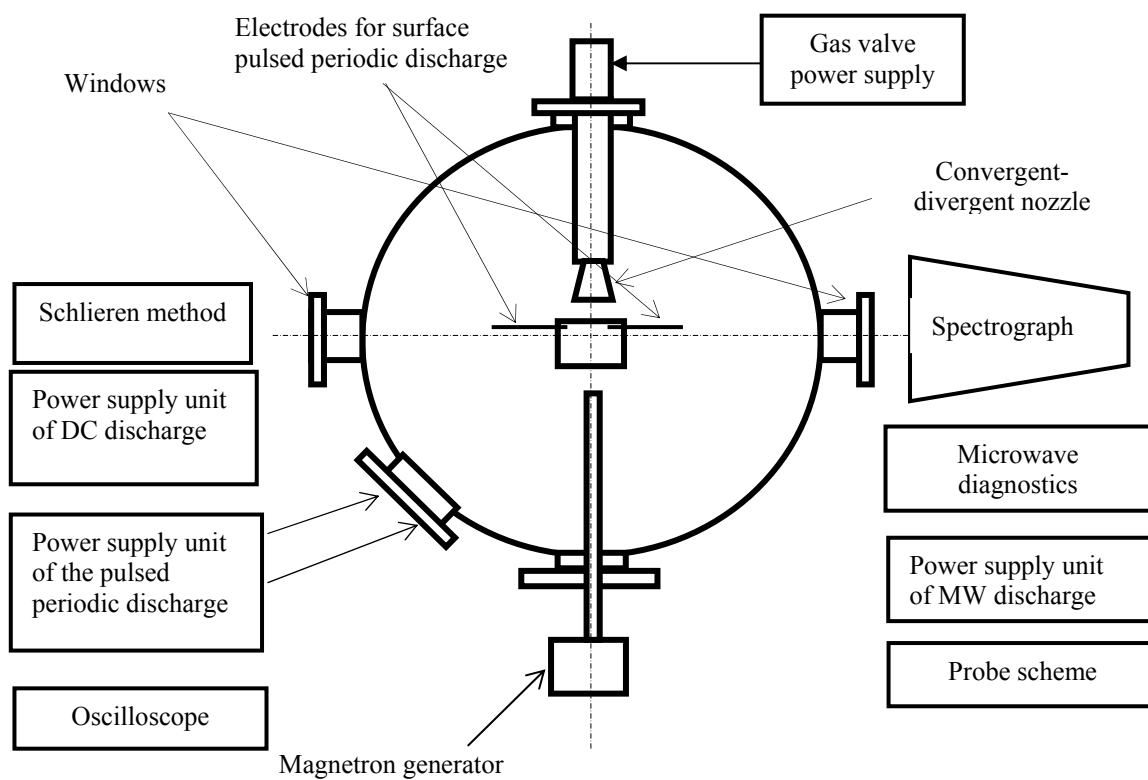 Electrodes for surface
pulsed periodic discharge
Gas valve
power supply
Windows
Convergent-
divergent nozzle
Schlieren method
Spectrograph
Power supply unit
of DC discharge
Microwave
diagnostics
Power supply unit
of the pulsed
periodic discharge
Power supply unit
of MW discharge
Probe scheme
Oscilloscope
Magnetron generator